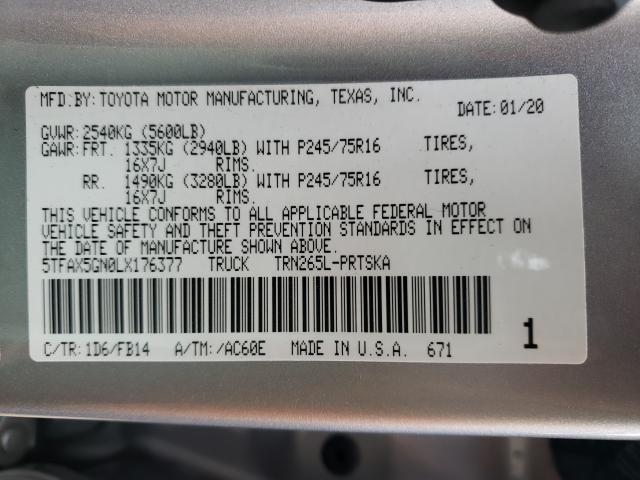 MFD.BY:TOYOTA MOTOR MANUFACTURING, TEXAS, INC.
DATE:01/20
GVWR:2540KG (5600LB)
GAWR:FRT. 1335KG (2940LB) WITH P245/75R16 TIRES,
16X7J RIMS.
RR. 1490KG (3280LB) WITH P245/75R16 TIRES,
16X7J RIMS.
THIS VEHICLE CONFORMS TO ALL APPLICABLE FEDERAL MOTOR
VEHICLE SAFETY AND THEFT PREVENTION STANDARDS IN EFFECT ON
THE DATE OF MANUFACTURE SHOWN ABOVE.
5TFAX5GN0LX176377 TRUCK TRN265L-PRTSKA
C/TR:1D6/FB14 A/TM:/AC60E MADE IN U.S.A. 671
1